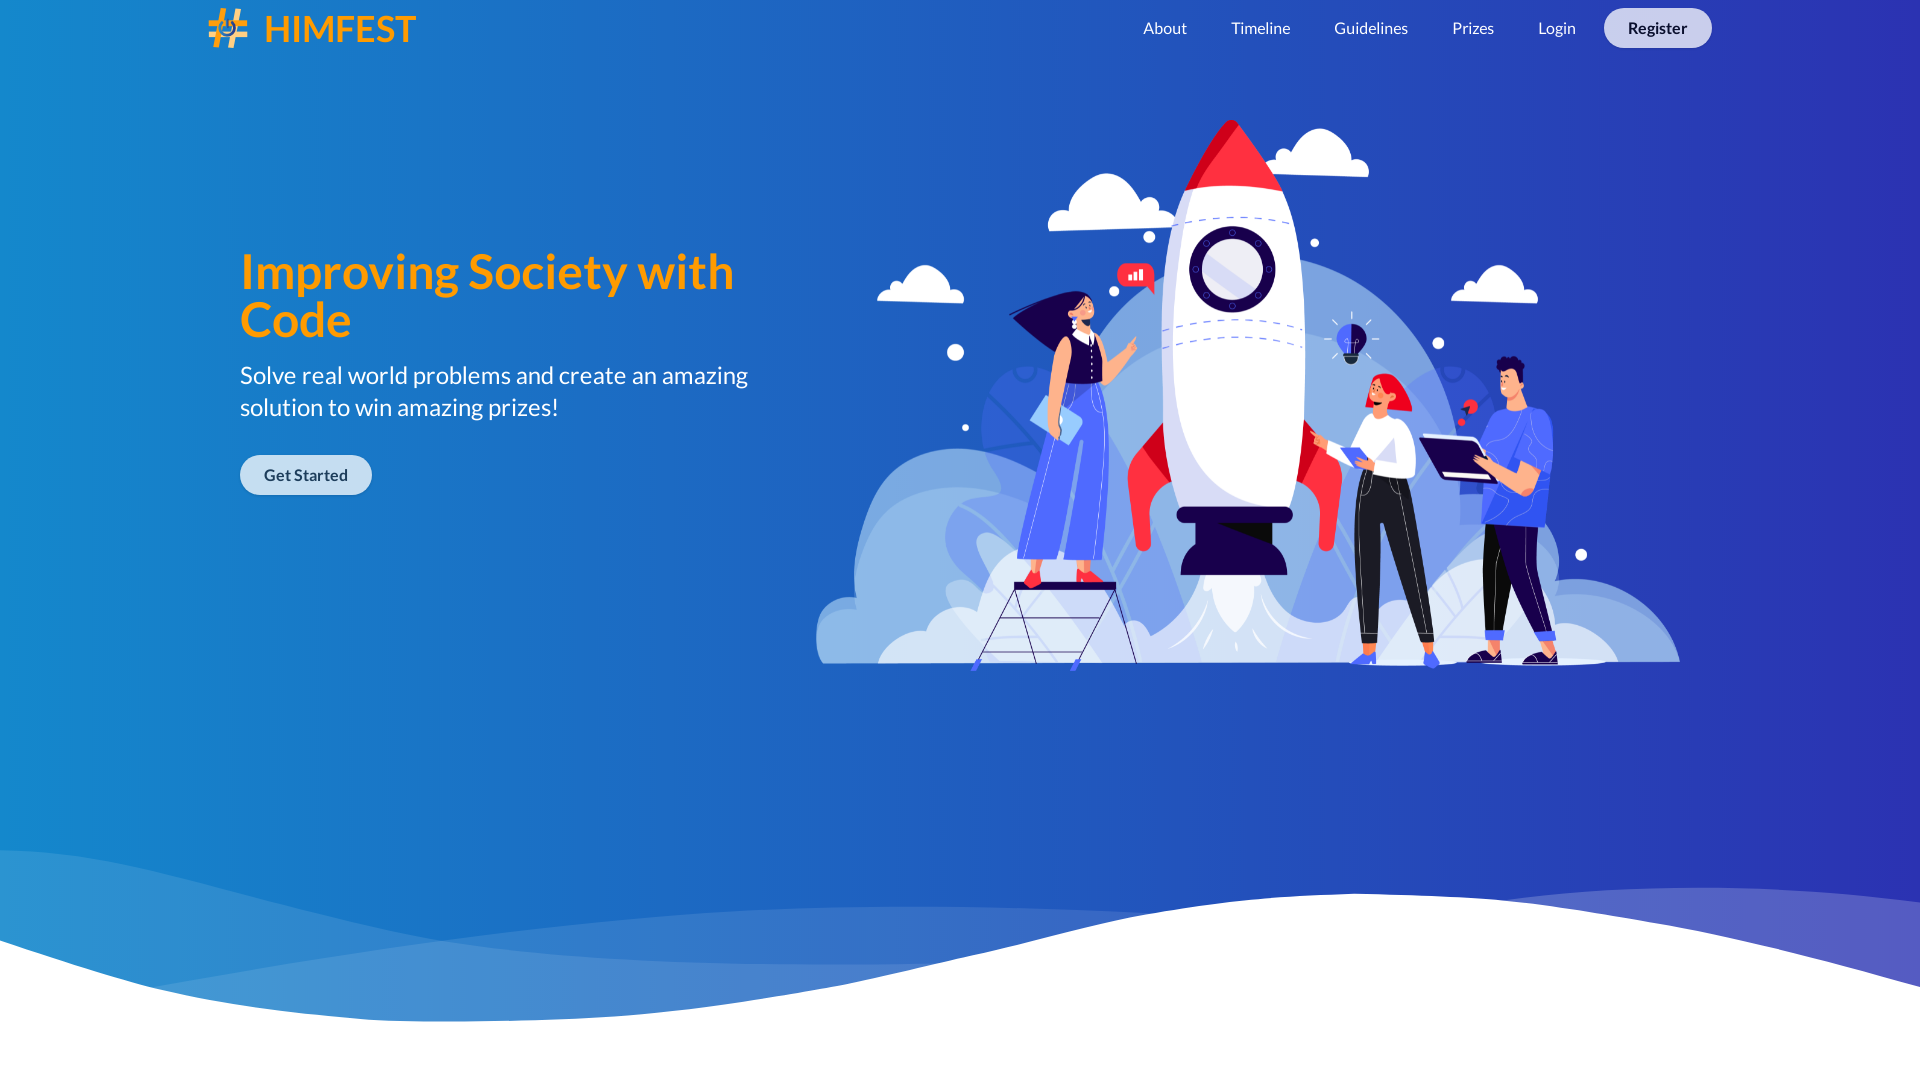 HIMFEST
About
Timeline
Guidelines
Prizes
Login
Register
Improving Society with
Code
Solve real world problems and create an amazing
solution to win amazing prizes!
Get Started